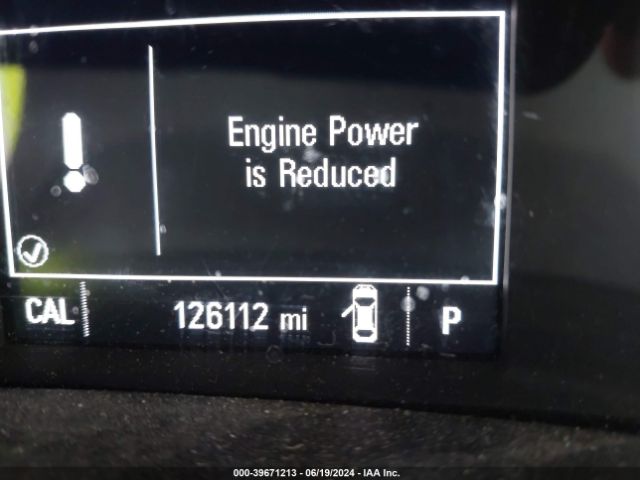 Engine Power
is Reduced
CAL 126112 mi P
000-39671213 - 06/19/2024 - IAA Inc.